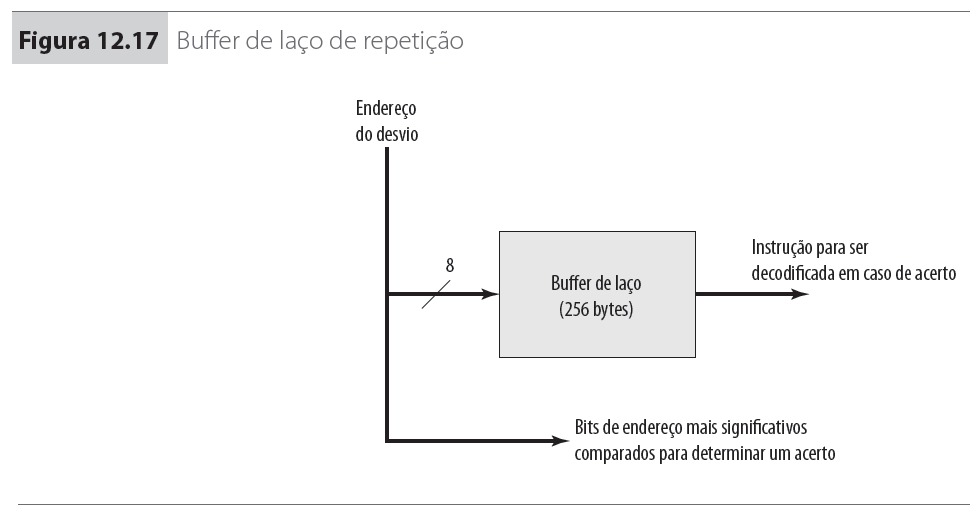 Figura 12.17 Buffer de laço de repetição
Endereço
do desvio
8
Buffer de laço
(256 bytes)
Instrução para ser
decodificada em caso de acerto
Bits de endereço mais significativos
comparados para determinar um acerto